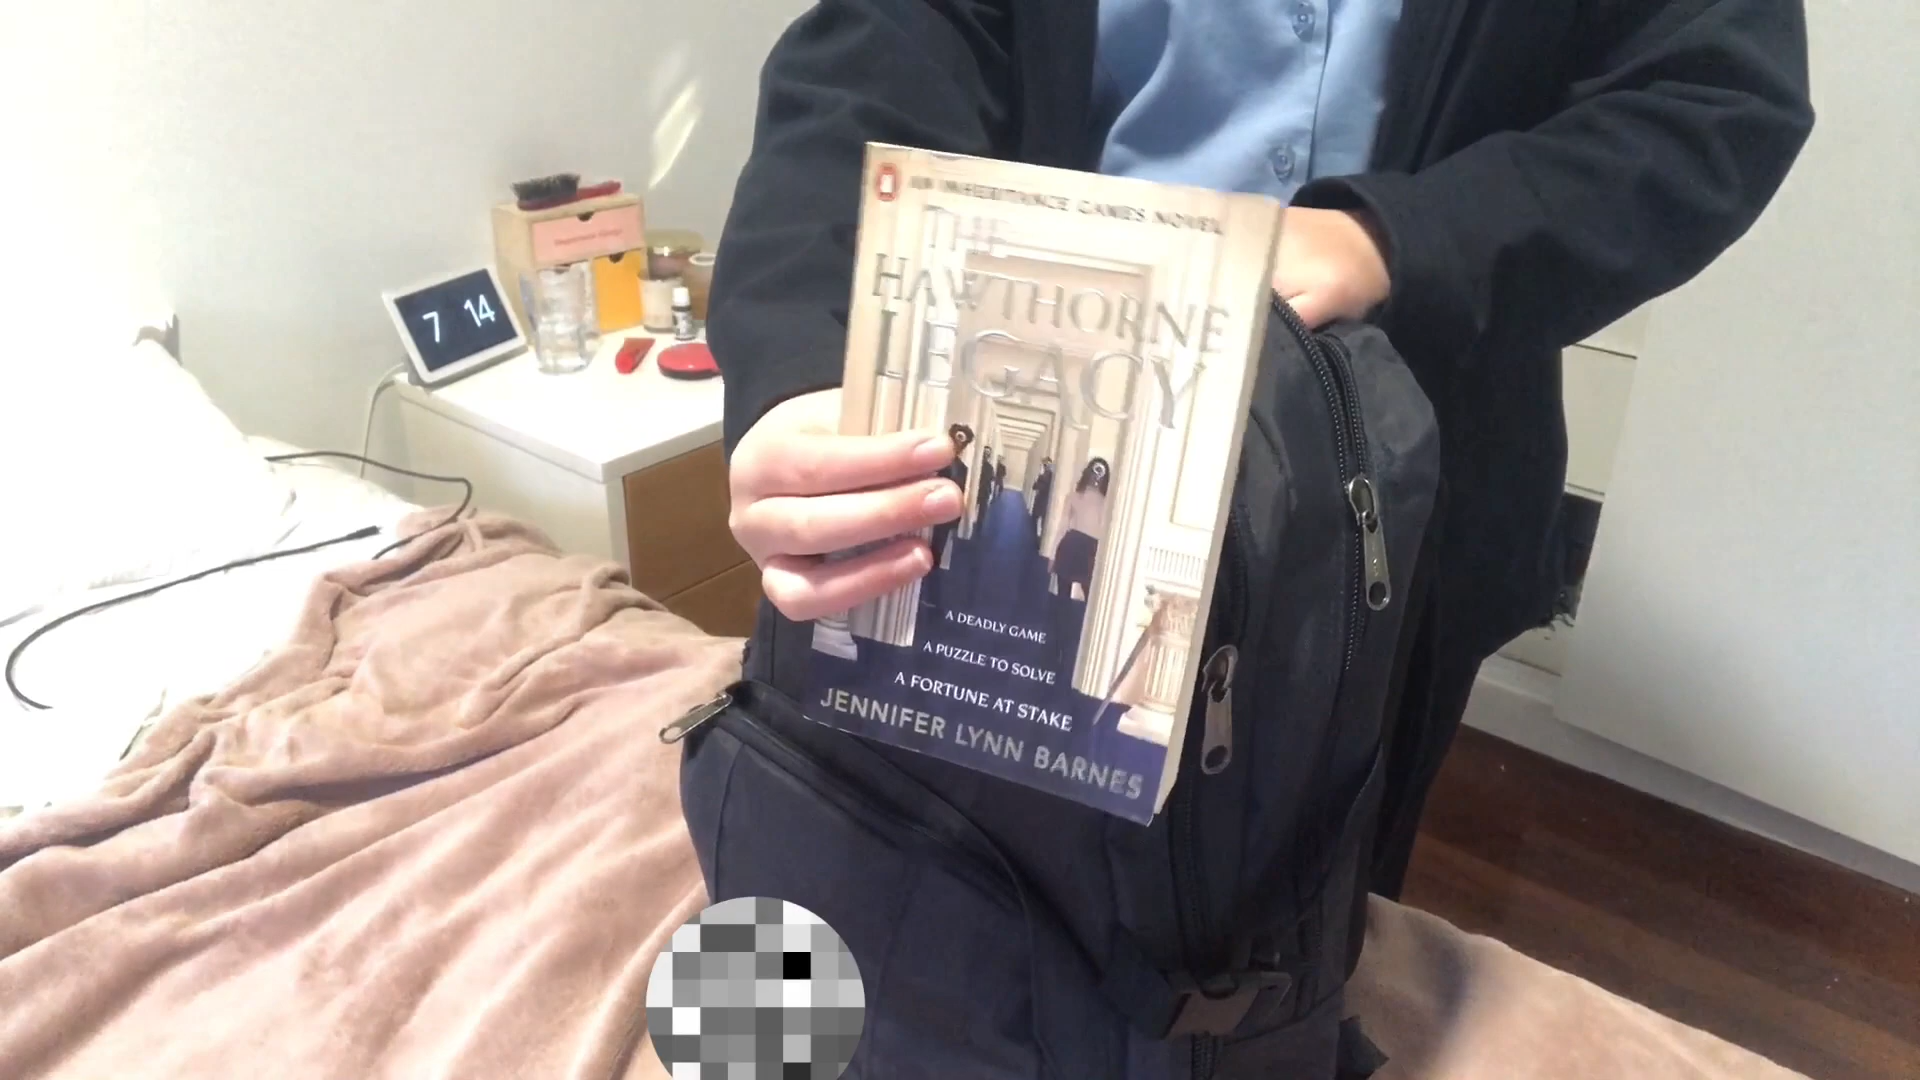 7 14
AN INHERITANCE GAMES NOVEL
THE
HAWTHORNE
LEGACY
A DEADLY GAME
A PUZZLE TO SOLVE
A FORTUNE AT STAKE
JENNIFER LYNN BARNES